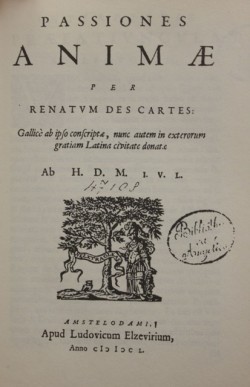 PASSIONES
ANIMÆ
PER
RENATVM DES CARTES:
Gallicè ab ipso conscriptæ, nunc autem in exterorum
gratiam Latina civitate donatæ
Ab H. D. M. I. V. L.
AMSTELODAMI,
Apud Ludovicum Elzevirium,
Anno CIↃ IↃC L.